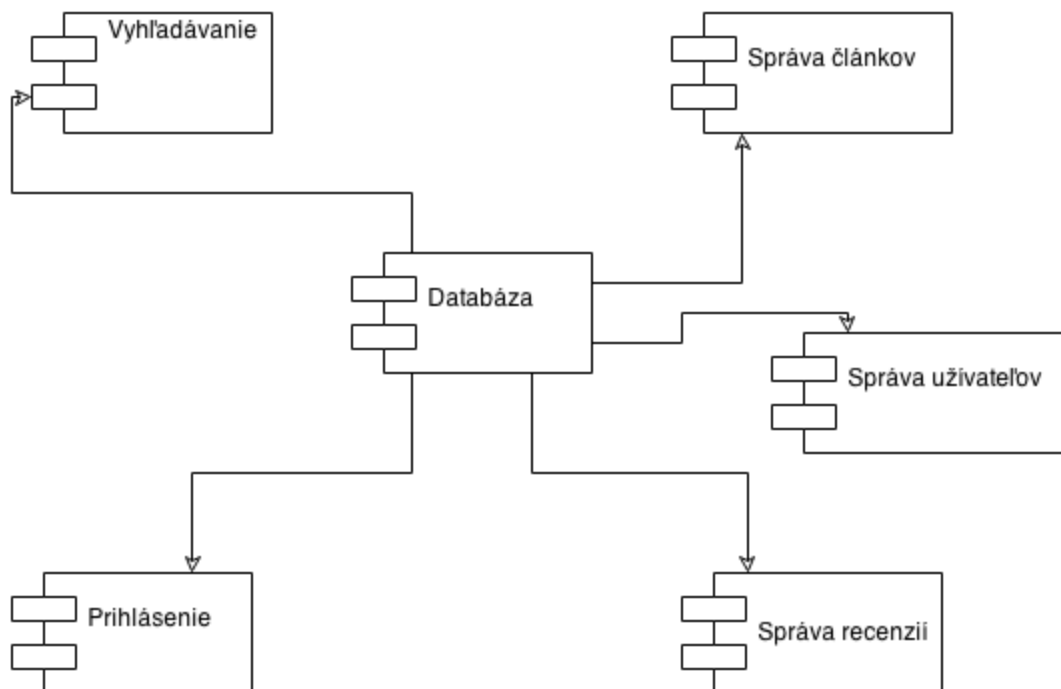 Vyhľadávanie
Správa článkov
Databáza
Správa užívateľov
Prihlásenie
Správa recenzií